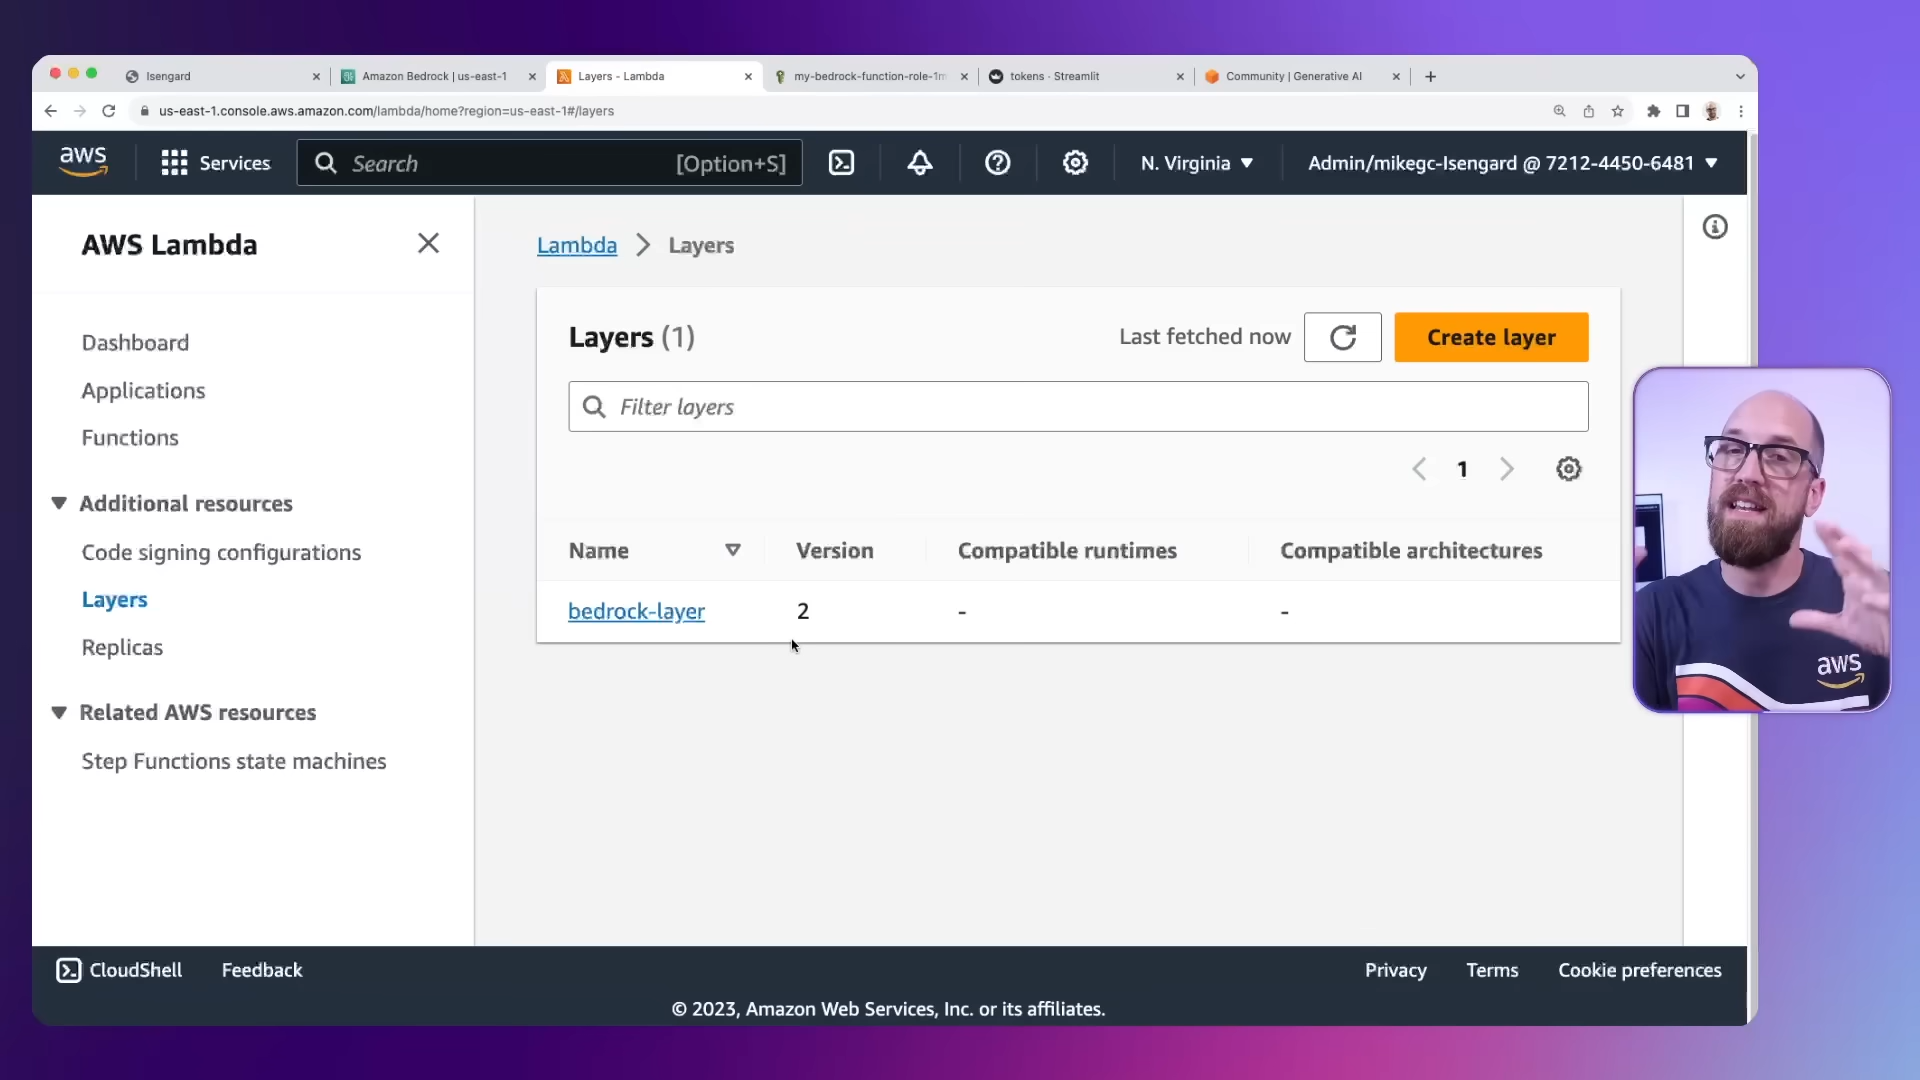 Isengard
Amazon Bedrock | us-east-1
Layers - Lambda
my-bedrock-function-role-1m
tokens · Streamlit
Community | Generative AI
us-east-1.console.aws.amazon.com/lambda/home?region=us-east-1#/layers
aws
Services
Search
[Option+S]
N. Virginia
Admin/mikegc-Isengard @ 7212-4450-6481
AWS Lambda
Dashboard
Applications
Functions
Additional resources
Code signing configurations
Layers
Replicas
Related AWS resources
Step Functions state machines
Lambda > Layers
Layers (1)
Last fetched now
Create layer
Filter layers
1
Name Version Compatible runtimes Compatible architectures
bedrock-layer 2 - -
aws
CloudShell Feedback
Privacy Terms Cookie preferences
© 2023, Amazon Web Services, Inc. or its affiliates.